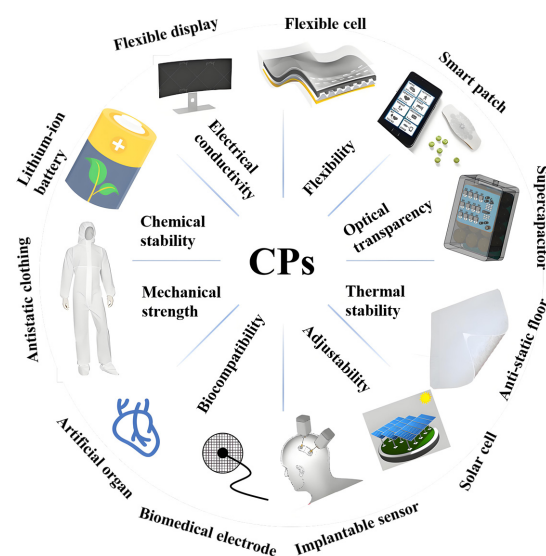 Flexible display
Flexible cell
Smart patch
Supercapacitor
Anti-static floor
Solar cell
Implantable sensor
Biomedical electrode
Artificial organ
Antistatic clothing
Lithium-ion
battery
Electrical
conductivity
Flexibility
Optical
transparency
Thermal
stability
Adjustability
Biocompatibility
Mechanical
strength
Chemical
stability
CPs